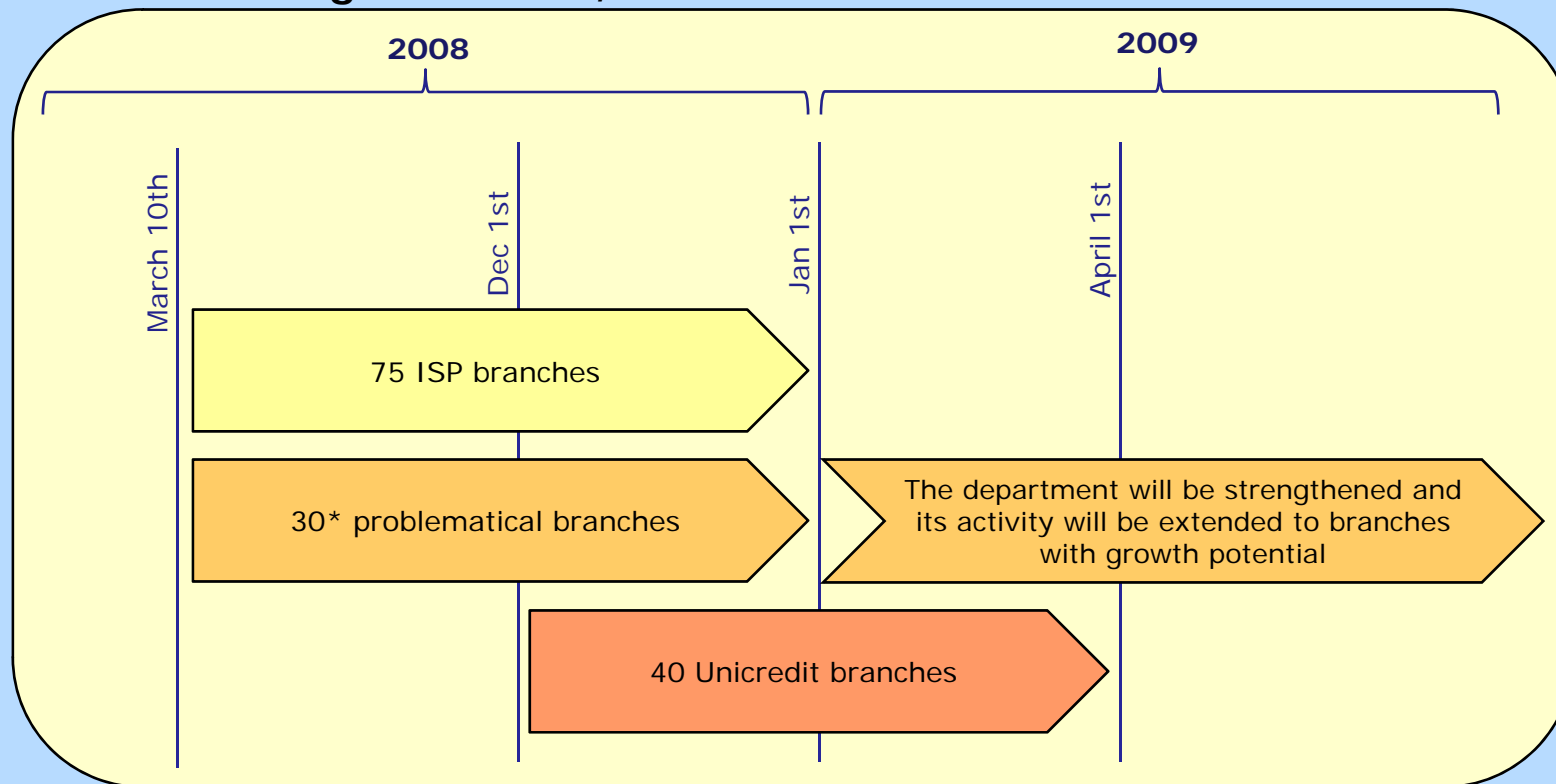 2008
2009
March 10th
Dec 1st
Jan 1st
April 1st
75 ISP branches
30* problematical branches
The department will be strengthened and
its activity will be extended to branches
with growth potential
40 Unicredit branches